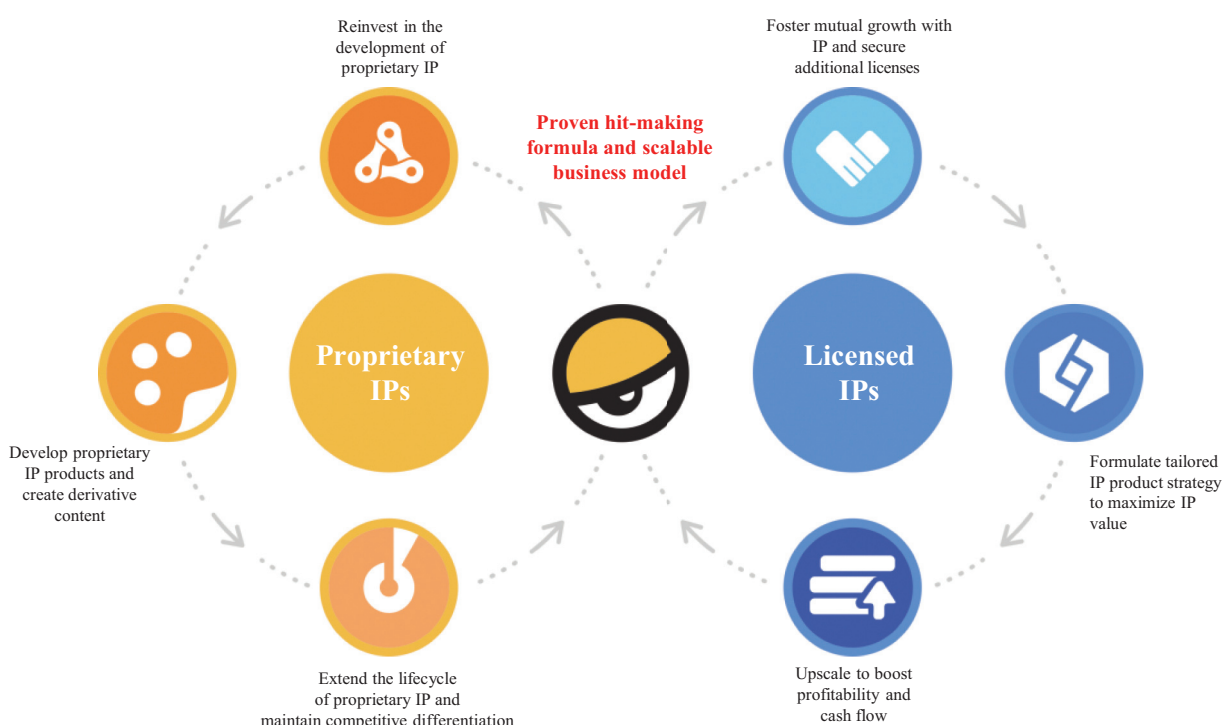 Reinvest in the
development of
proprietary IP
Foster mutual growth with
IP and secure
additional licenses
Proven hit-making
formula and scalable
business model
Proprietary
IPs
Licensed
IPs
Develop proprietary
IP products and
create derivative
content
Formulate tailored
IP product strategy
to maximize IP
value
Extend the lifecycle
of proprietary IP and
maintain competitive differentiation
Upscale to boost
profitability and
cash flow